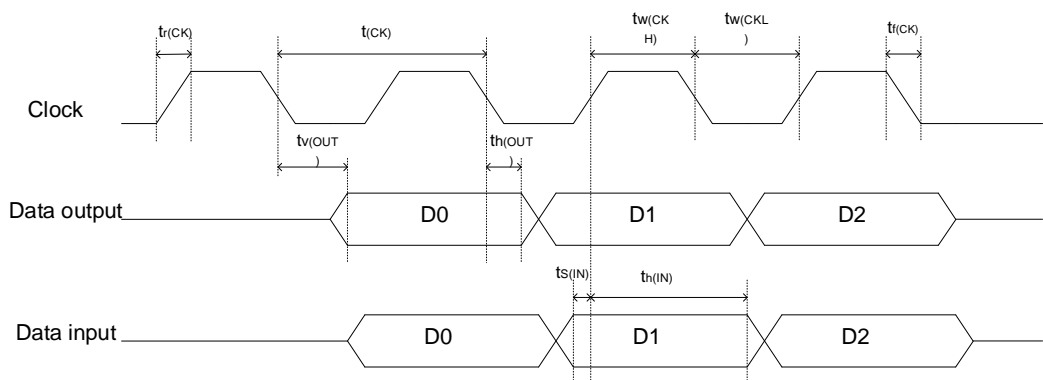 tr(CK)
t(CK)
tw(CK
H)
tw(CKL
)
tf(CK)
Clock
tv(OUT
)
th(OUT
)
Data output
D0
D1
D2
tS(IN)
th(IN)
Data input
D0
D1
D2